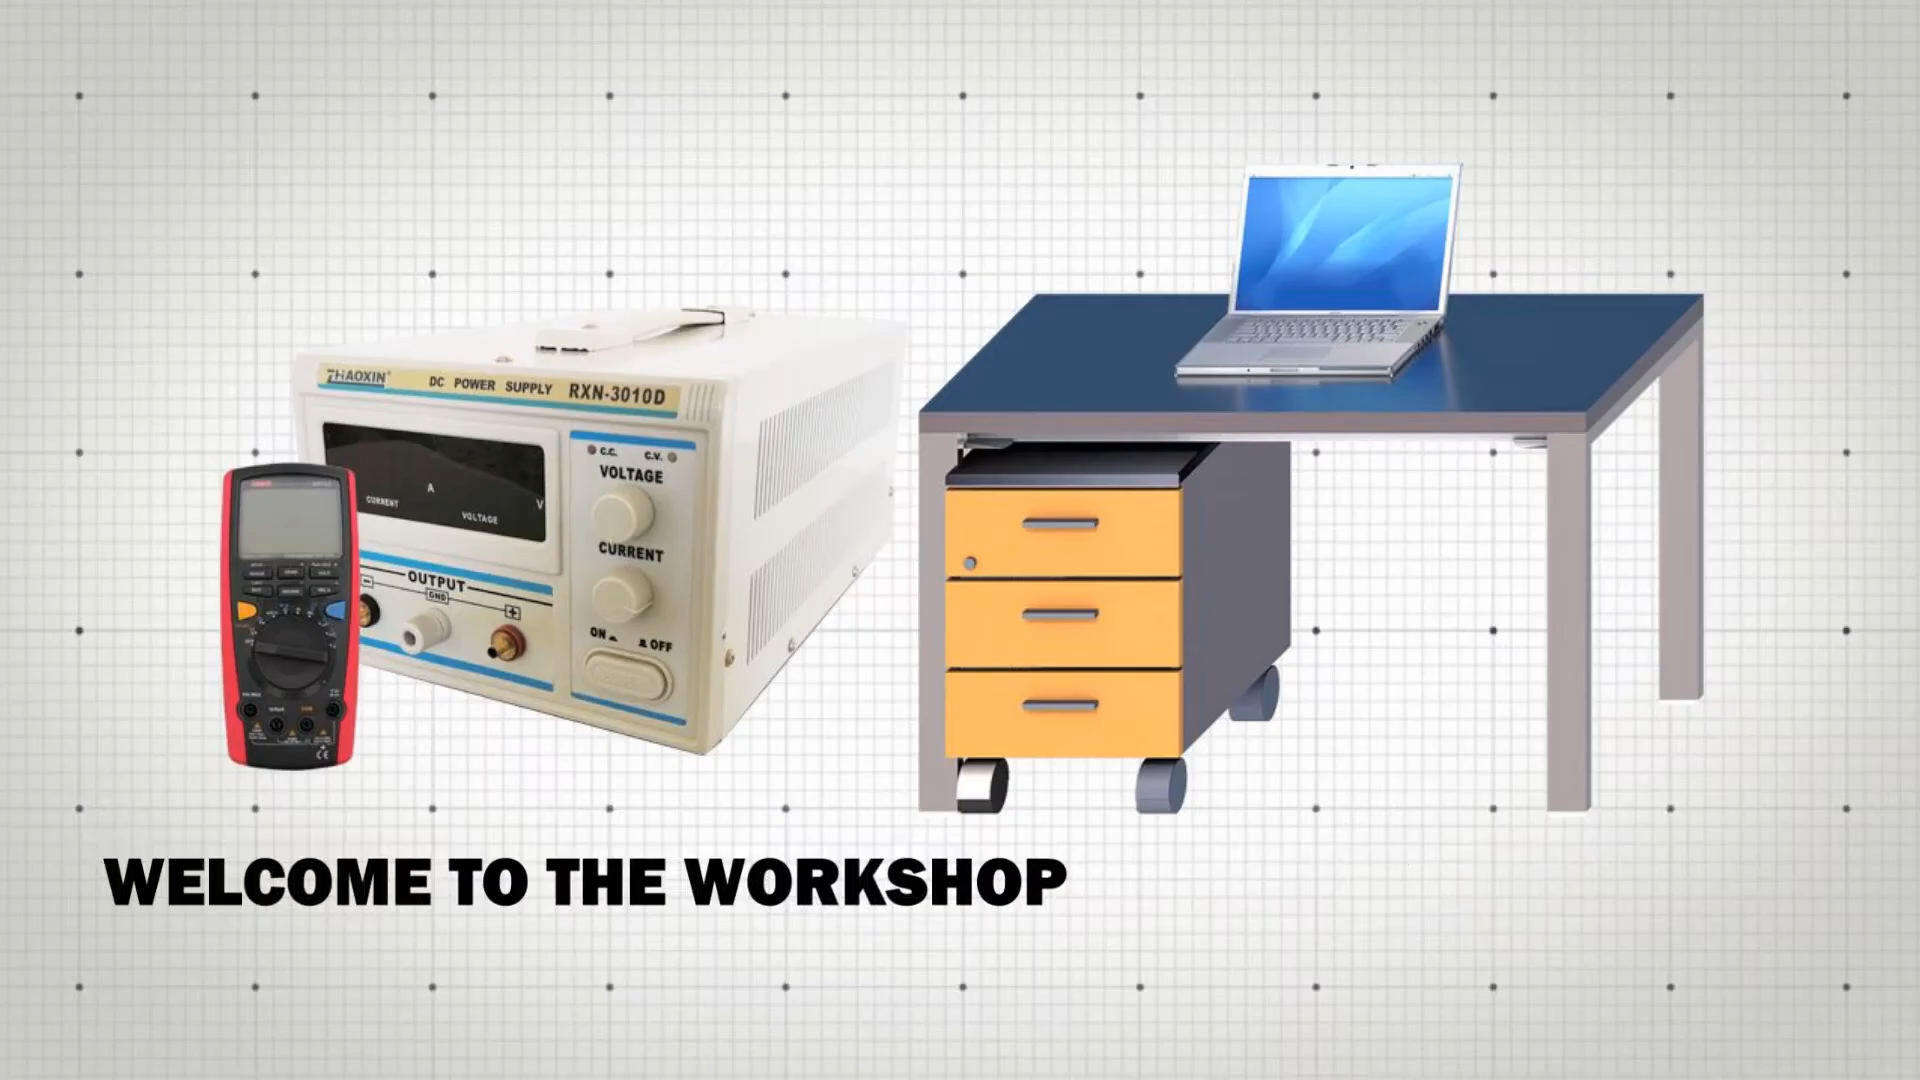 ZHAOXIN DC POWER SUPPLY RXN-3010D
C.C. C.V.
VOLTAGE
A
V
CURRENT
VOLTAGE
CURRENT
OUTPUT
GND
ON OFF
WELCOME TO THE WORKSHOP